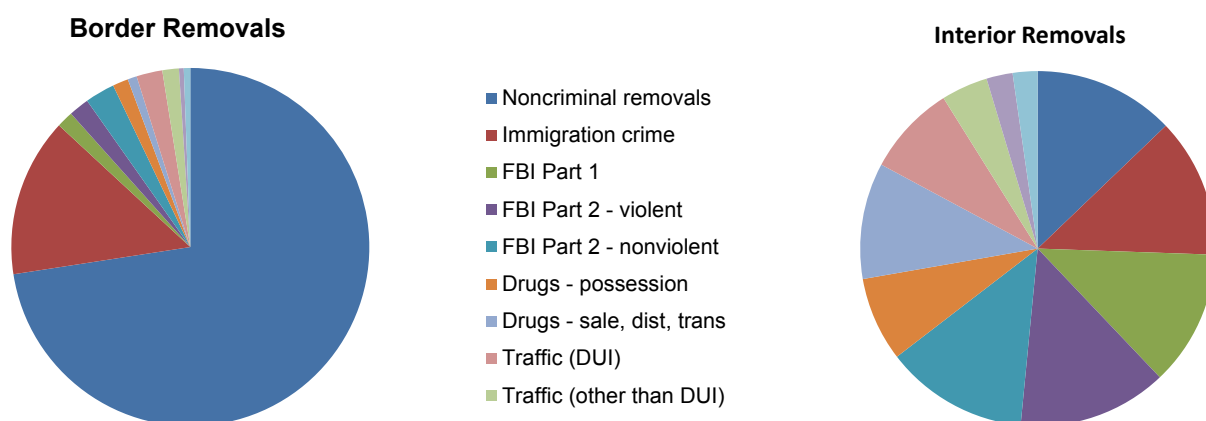 Border Removals
Interior Removals
Noncriminal removals
Immigration crime
FBI Part 1
FBI Part 2 - violent
FBI Part 2 - nonviolent
Drugs - possession
Drugs - sale, dist, trans
Traffic (DUI)
Traffic (other than DUI)